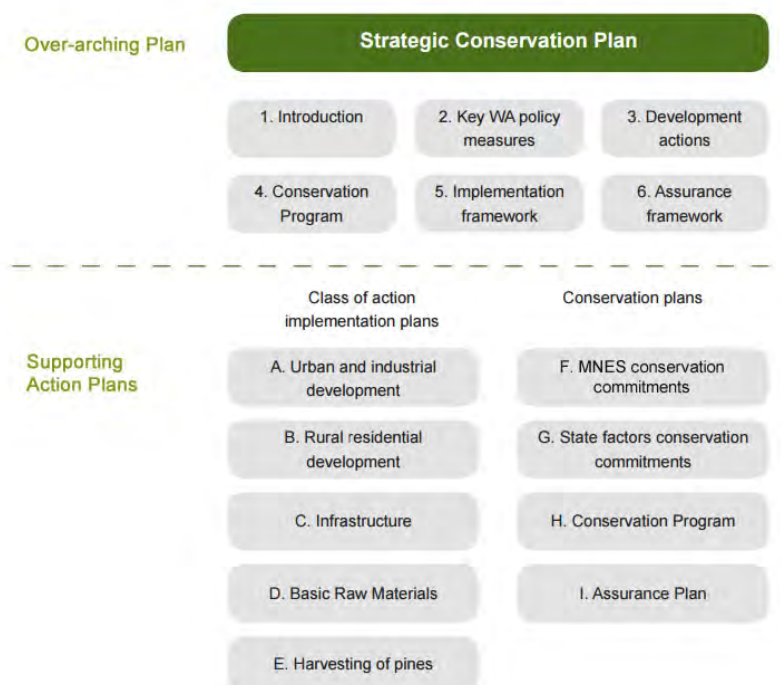 Over-arching Plan
Strategic Conservation Plan
1. Introduction
2. Key WA policy
measures
3. Development
actions
4. Conservation
Program
5. Implementation
framework
6. Assurance
framework
Class of action
implementation plans
Conservation plans
Supporting
Action Plans
A. Urban and industrial
development
F. MNES conservation
commitments
B. Rural residential
development
G. State factors conservation
commitments
C. Infrastructure
H. Conservation Program
D. Basic Raw Materials
I. Assurance Plan
E. Harvesting of pines